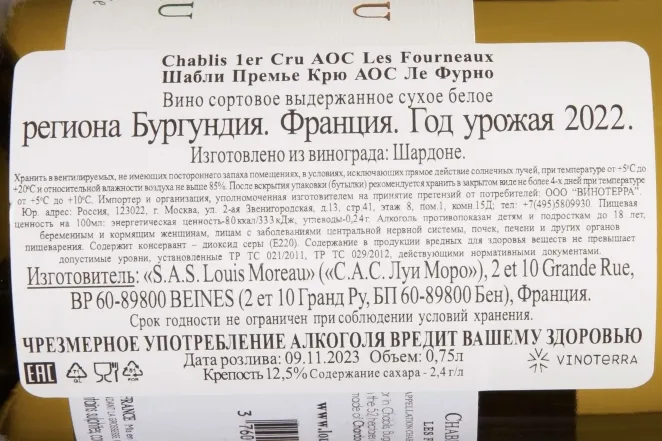 U
Chablis 1er Cru AOC Les Fourneaux
Шабли Премье Крю АОС Ле Фурно
Вино сортовое выдержанное сухое белое
региона Бургундия. Франция. Год урожая 2022.
Изготовлено из винограда: Шардоне.
Хранить в вентилируемых, не имеющих постороннего запаха помещениях, в условиях, исключающих прямое действие солнечных лучей, при температуре от +5°С до
+20°С и относительной влажности воздуха не выше 85%. После вскрытия упаковки (бутылки) рекомендуется хранить в закрытом виде не более 4-х дней при температуре
от +5°С до +10°С. Импортер и организация, уполномоченная изготовителем на принятие претензий от потребителей: ООО "ВИНОТЕРРА".
Юр. адрес: Россия, 123022, г. Москва, ул. 2-ая Звенигородская, д.13, стр.41, этаж 8, пом.1, комн.15Д; тел: +7(495)5809930. Пищевая
ценность на 100мл: энергетическая ценность-80ккал/333кДж, углеводы-0,24г. Алкоголь противопоказан детям и подросткам до 18 лет,
беременным и кормящим женщинам, лицам с заболеваниями центральной нервной системы, почек, печени и других органов
пищеварения. Содержит консервант – диоксид серы (Е220). Содержание в продукции вредных для здоровья веществ не превышает
допустимые уровни, установленные ТР ТС 021/2011, ТР ТС 029/2012, действующими нормативными документами.
Изготовитель: «S.A.S. Louis Moreau» («С.А.С. Луи Моро»), 2 et 10 Grande Rue,
BP 60-89800 BEINES (2 ет 10 Гранд Ру, БП 60-89800 Бен), Франция.
Срок годности не ограничен при соблюдении условий хранения.
ЧРЕЗМЕРНОЕ УПОТРЕБЛЕНИЕ АЛКОГОЛЯ ВРЕДИТ ВАШЕМУ ЗДОРОВЬЮ
Дата розлива: 09.11.2023 Объем: 0,75л
VINOTERRA
Крепость 12,5% Содержание сахара - 2,4 г/л
EAC
FRANCE
3 1760
CHABLIS
LES F